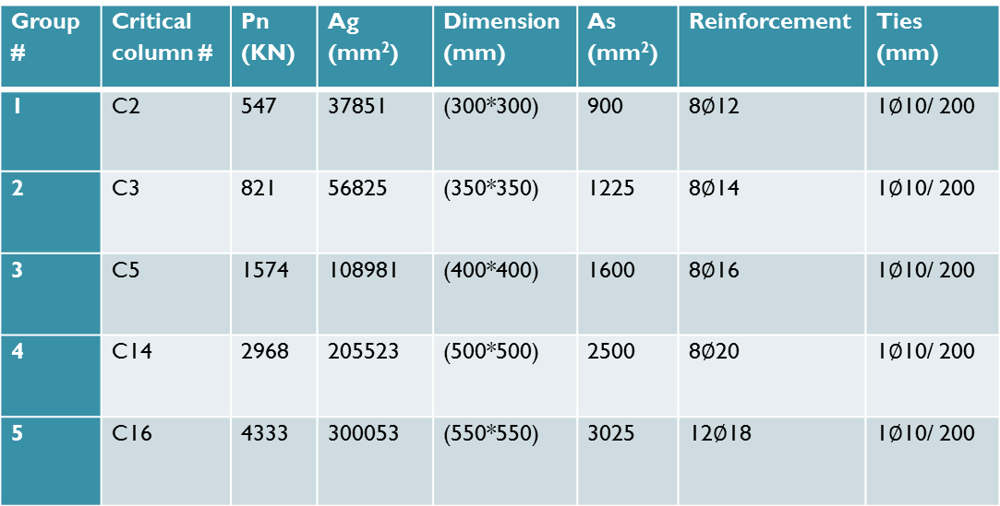 Group # Critical column # Pn (KN) Ag (mm²) Dimension (mm) As (mm²) Reinforcement Ties (mm)
1 C2 547 37851 (300*300) 900 8Ø12 1Ø10/ 200
2 C3 821 56825 (350*350) 1225 8Ø14 1Ø10/ 200
3 C5 1574 108981 (400*400) 1600 8Ø16 1Ø10/ 200
4 C14 2968 205523 (500*500) 2500 8Ø20 1Ø10/ 200
5 C16 4333 300053 (550*550) 3025 12Ø18 1Ø10/ 200